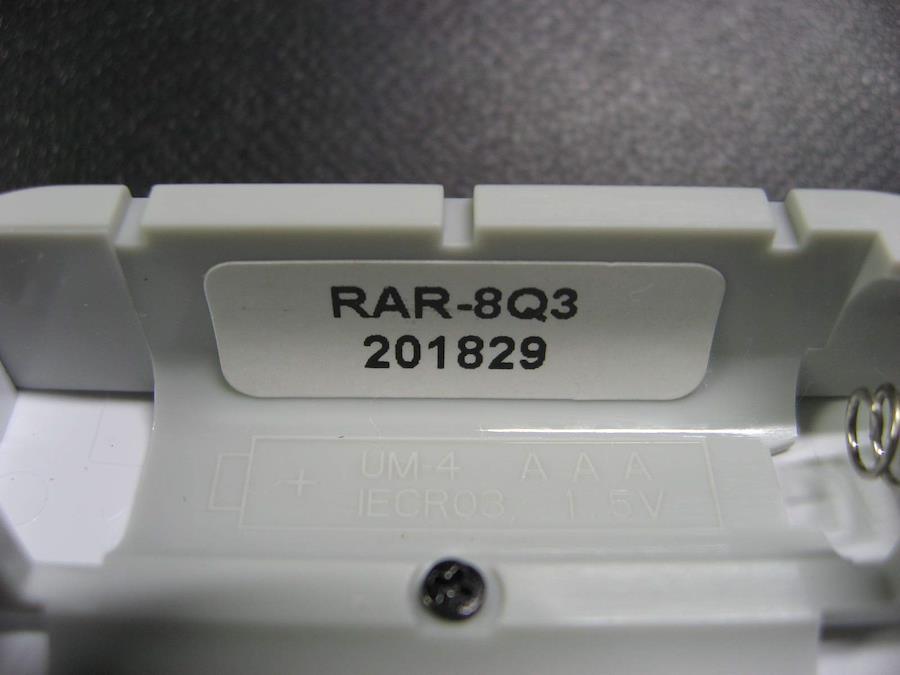 RAR-8Q3
201829
+ UM-4 AAA
IECR03, 1.5V